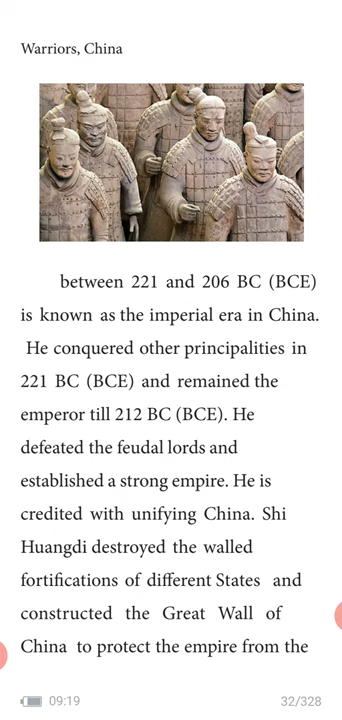 Warriors, China
between 221 and 206 BC (BCE)
is known as the imperial era in China.
He conquered other principalities in
221 BC (BCE) and remained the
emperor till 212 BC (BCE). He
defeated the feudal lords and
established a strong empire. He is
credited with unifying China. Shi
Huangdi destroyed the walled
fortifications of different States and
constructed the Great Wall of
China to protect the empire from the
09:19
32/328